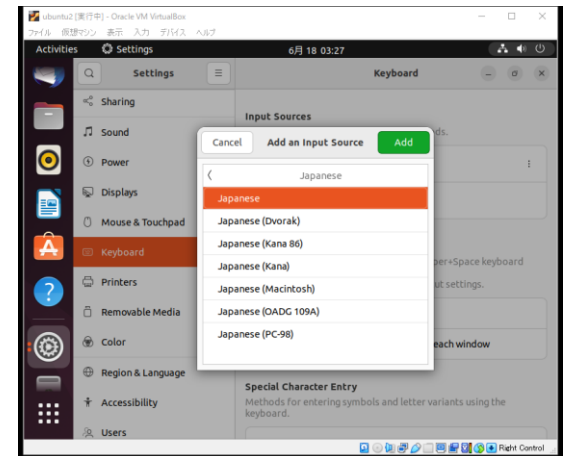 ubuntu2 [実行中] - Oracle VM VirtualBox
ファイル 仮想マシン 表示 入力 デバイス ヘルプ
Activities Settings 6月 18 03:27
Settings Keyboard
Sharing
Sound
Power
Displays
Mouse & Touchpad
Keyboard
Printers
Removable Media
Color
Region & Language
Accessibility
Users
Input Sources
ds.
Cancel Add an Input Source Add
Japanese
Japanese
Japanese (Dvorak)
Japanese (Kana 86)
Japanese (Kana)
Japanese (Macintosh)
Japanese (OADG 109A)
Japanese (PC-98)
per+Space keyboard
ut settings.
each window
Special Character Entry
Methods for entering symbols and letter variants using the
keyboard.
Right Control